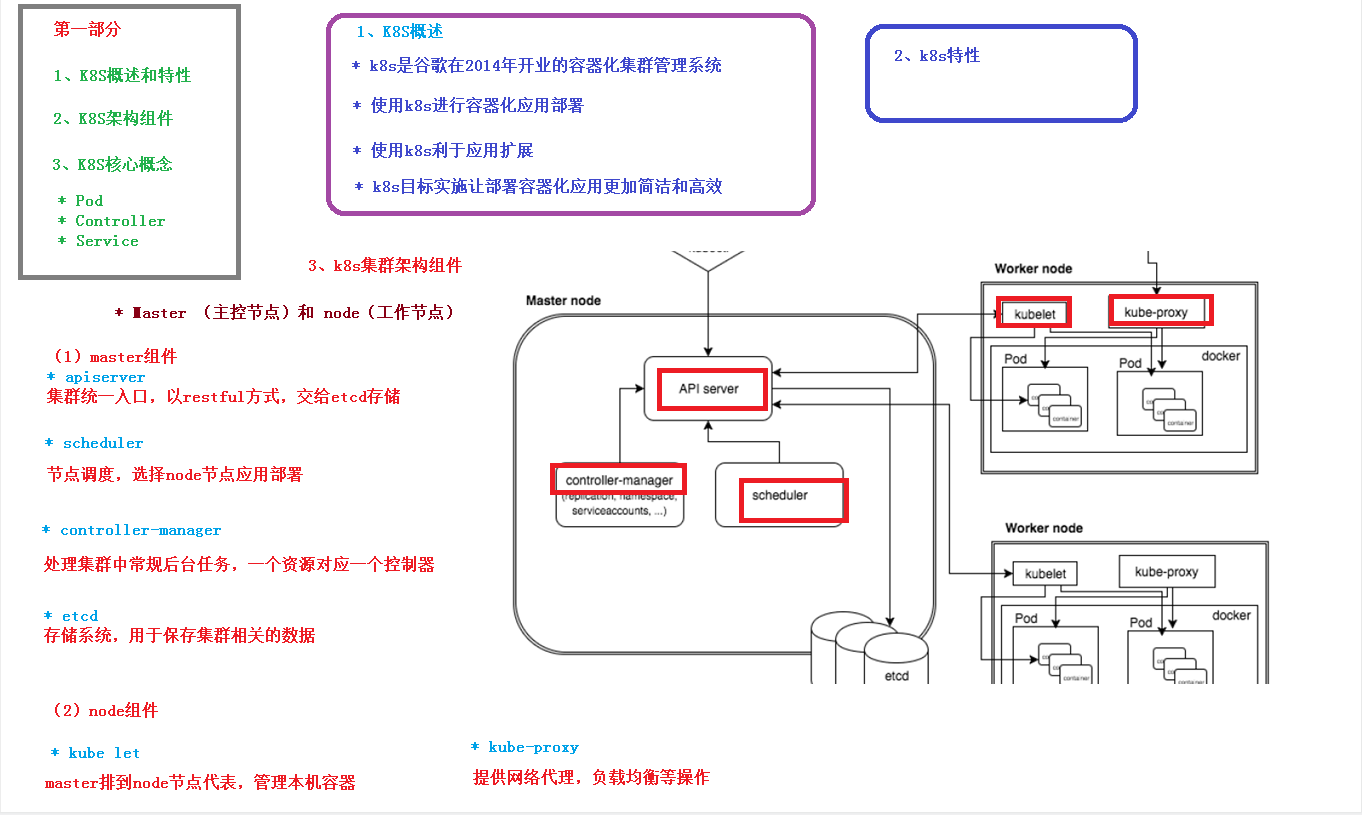 第一部分
1、K8S概述和特性
2、K8S架构组件
3、K8S核心概念
* Pod
* Controller
* Service
1、K8S概述
* k8s是谷歌在2014年开业的容器化集群管理系统
* 使用k8s进行容器化应用部署
* 使用k8s利于应用扩展
* k8s目标实施让部署容器化应用更加简洁和高效
2、k8s特性
3、k8s集群架构组件
* Master （主控节点）和 node（工作节点）
（1）master组件
* apiserver
集群统一入口，以restful方式，交给etcd存储
* scheduler
节点调度，选择node节点应用部署
* controller-manager
处理集群中常规后台任务，一个资源对应一个控制器
* etcd
存储系统，用于保存集群相关的数据
（2）node组件
* kube let
master排到node节点代表，管理本机容器
* kube-proxy
提供网络代理，负载均衡等操作
Master node
API server
controller-manager
(replication, namespace,
serviceaccounts, ...)
scheduler
etcd
Worker node
kubelet
kube-proxy
docker
Pod
container
Pod
container
Worker node
kubelet
kube-proxy
docker
Pod
container
Pod
container